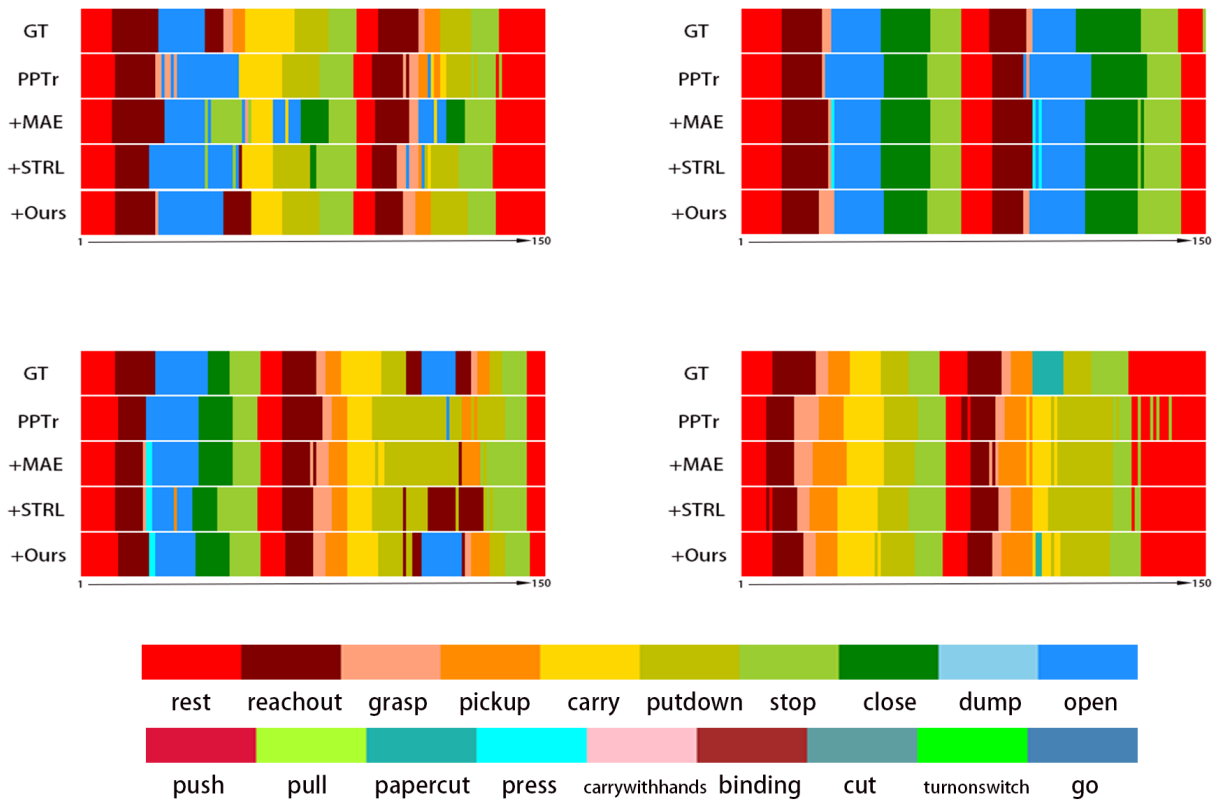 GT
PPTr
+MAE
+STRL
+Ours
1 150
GT
PPTr
+MAE
+STRL
+Ours
1 150
GT
PPTr
+MAE
+STRL
+Ours
1 150
GT
PPTr
+MAE
+STRL
+Ours
1 150
rest reachout grasp pickup carry putdown stop close dump open
push pull papercut press carrywithhands binding cut turnonswitch go